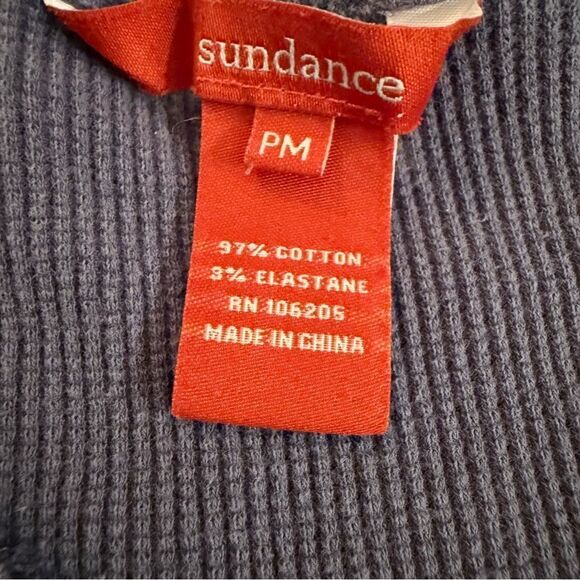 sundance
PM
97% COTTON
3% ELASTANE
RN 106205
MADE IN CHINA